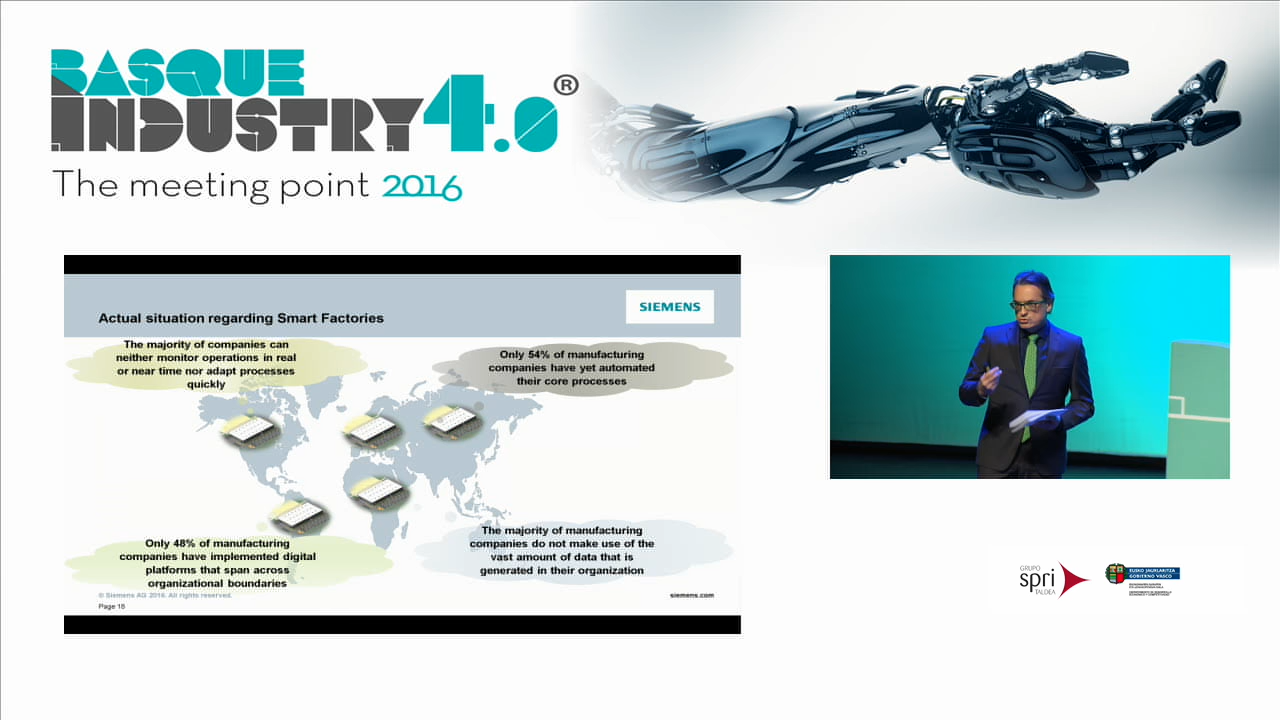 BASQUE
INDUSTRY 4.0®
The meeting point 2016
SIEMENS
Actual situation regarding Smart Factories
The majority of companies can
neither monitor operations in real
or near time nor adapt processes
quickly
Only 54% of manufacturing
companies have yet automated
their core processes
Only 48% of manufacturing
companies have implemented digital
platforms that span across
organizational boundaries
The majority of manufacturing
companies do not make use of the
vast amount of data that is
generated in their organization
© Siemens AG 2016. All rights reserved.
siemens.com
Page 18
GRUPO
spri
TALDEA
EUSKO JAURLARITZA
GOBIERNO VASCO